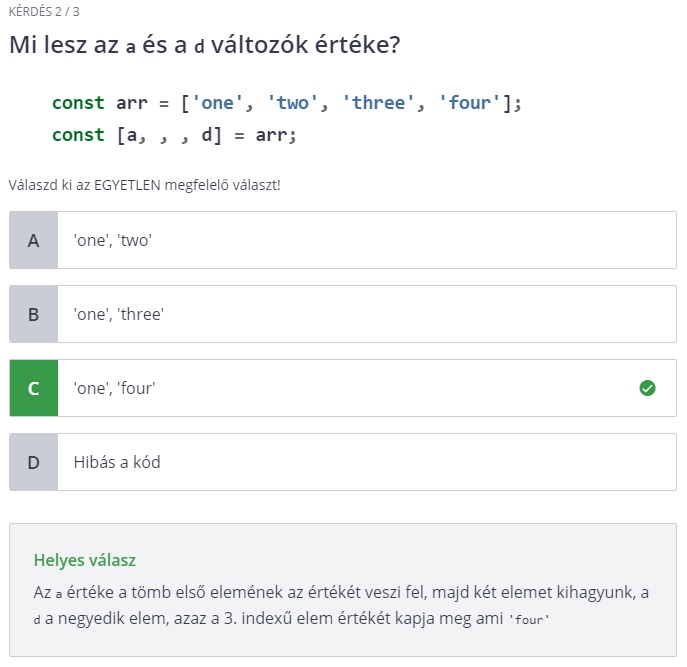 KÉRDÉS 2 / 3
Mi lesz az a és a d változók értéke?
const arr = ['one', 'two', 'three', 'four'];
const [a, , , d] = arr;
Válaszd ki az EGYETLEN megfelelő választ!
A 'one', 'two'
B 'one', 'three'
C 'one', 'four'
D Hibás a kód
Helyes válasz
Az a értéke a tömb első elemének az értékét veszi fel, majd két elemet kihagyunk, a
d a negyedik elem, azaz a 3. indexű elem értékét kapja meg ami 'four'